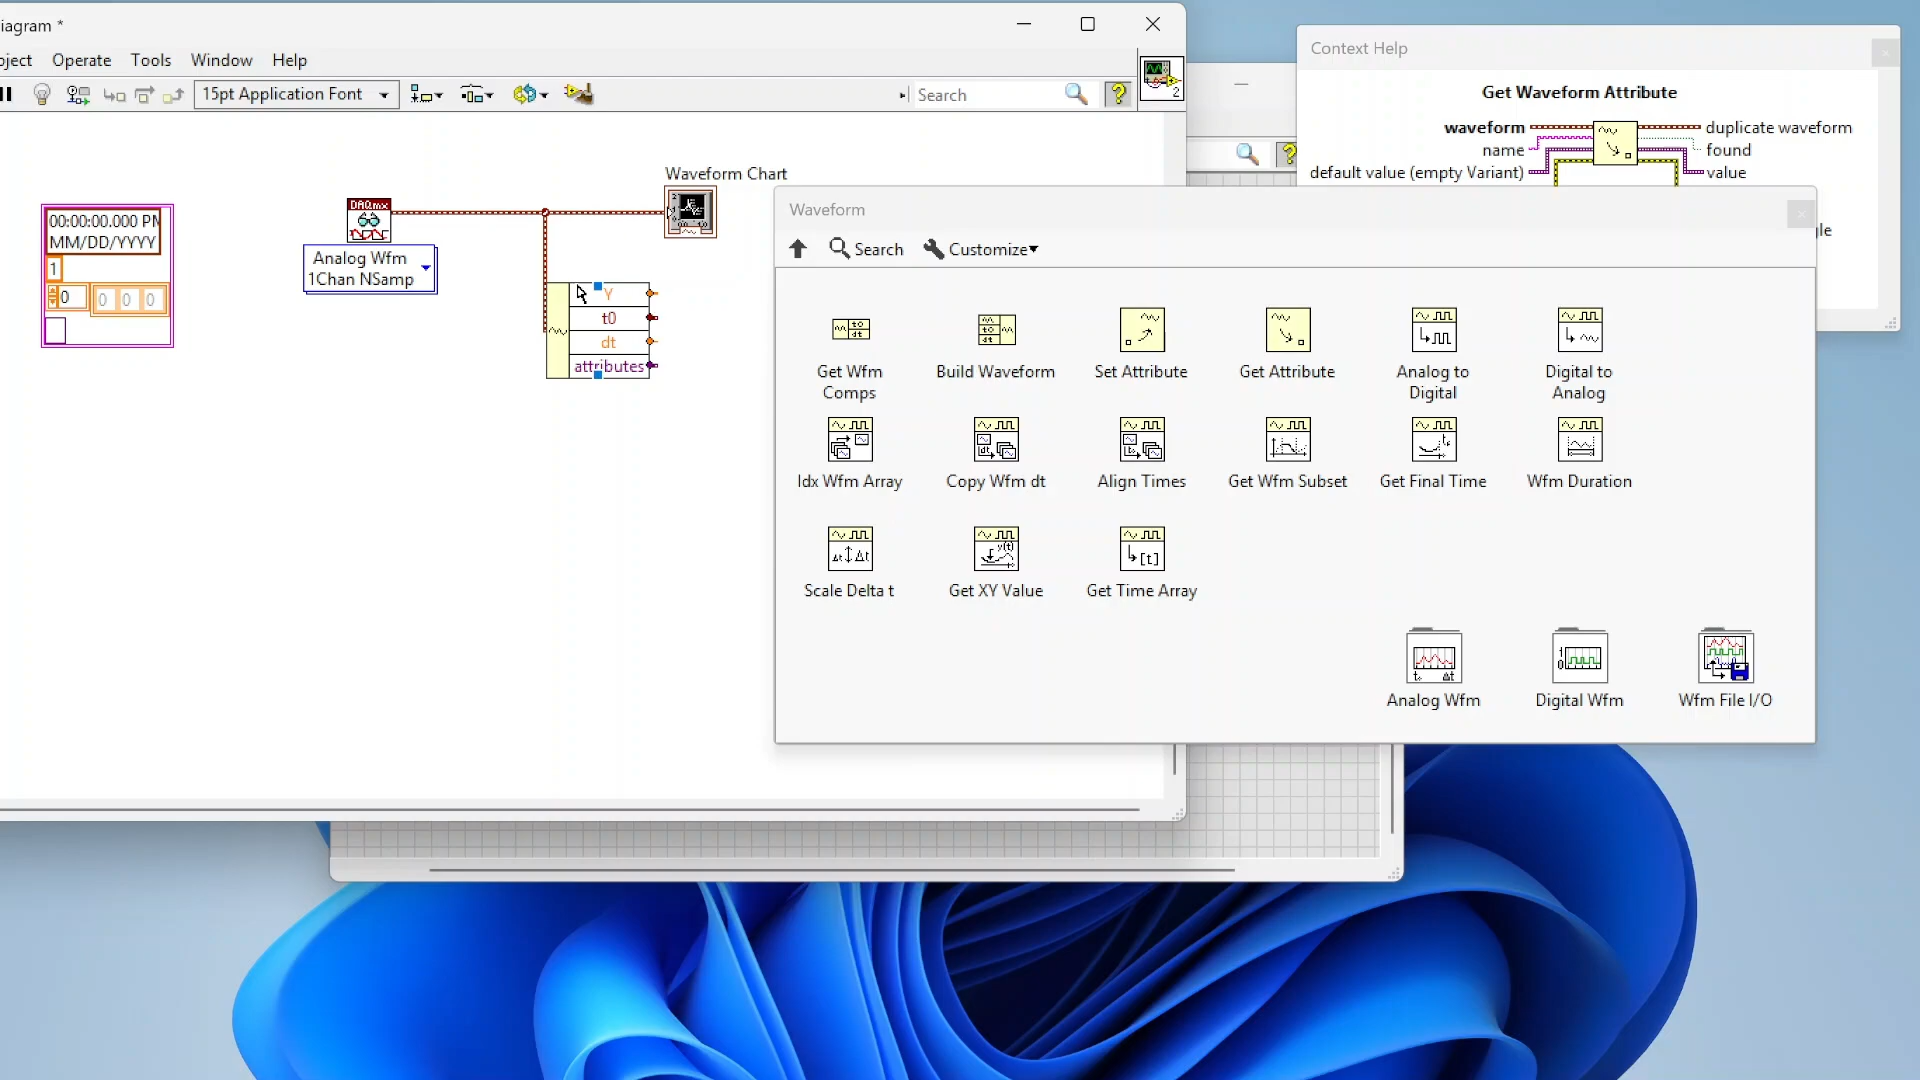 iagram *
oject Operate Tools Window Help
15pt Application Font
Search
?
2
00:00:00.000 PM
MM/DD/YYYY
1
0
0 0 0
DAQmx
Analog Wfm
1Chan NSamp
Waveform Chart
Y
t0
dt
attributes
Context Help
Get Waveform Attribute
waveform
name
default value (empty Variant)
duplicate waveform
found
value
le
Waveform
Search
Customize
Get Wfm Comps
Build Waveform
Set Attribute
Get Attribute
Analog to Digital
Digital to Analog
Idx Wfm Array
Copy Wfm dt
Align Times
Get Wfm Subset
Get Final Time
Wfm Duration
Scale Delta t
Get XY Value
Get Time Array
Analog Wfm
Digital Wfm
Wfm File I/O